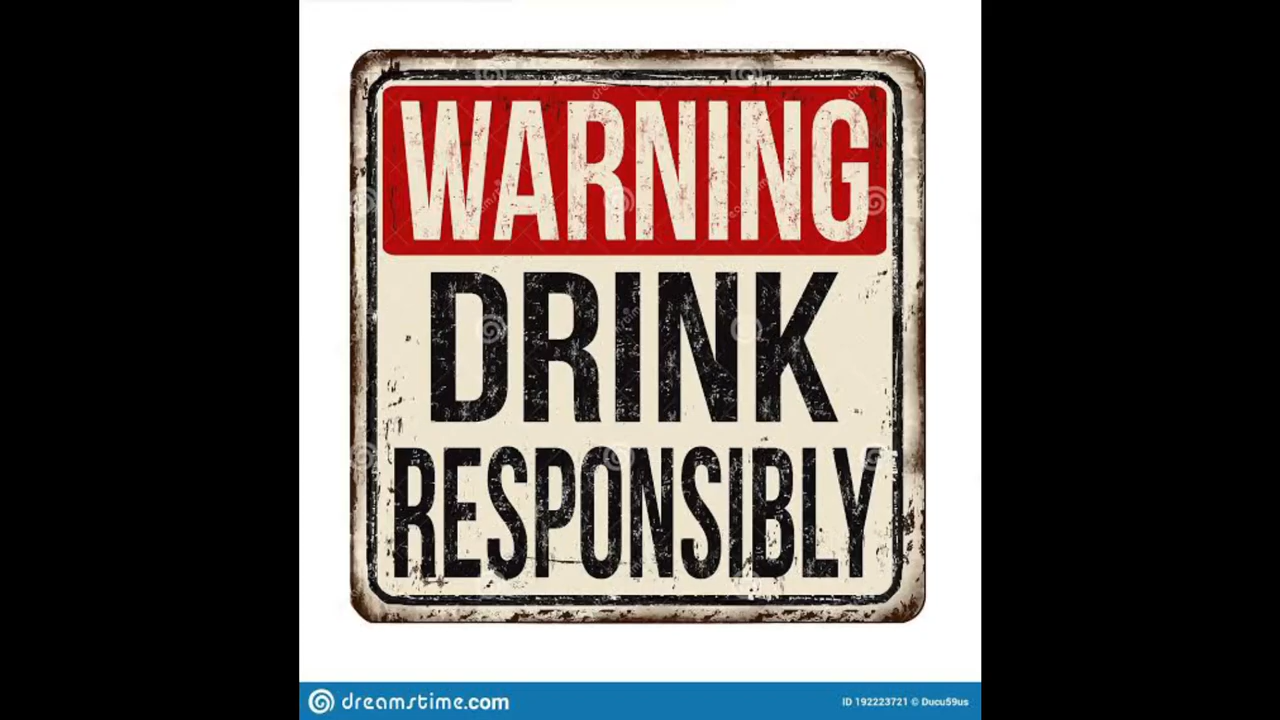 WARNING
DRINK
RESPONSIBLY
dreamstime.com
ID 192223721 © Ducu59us